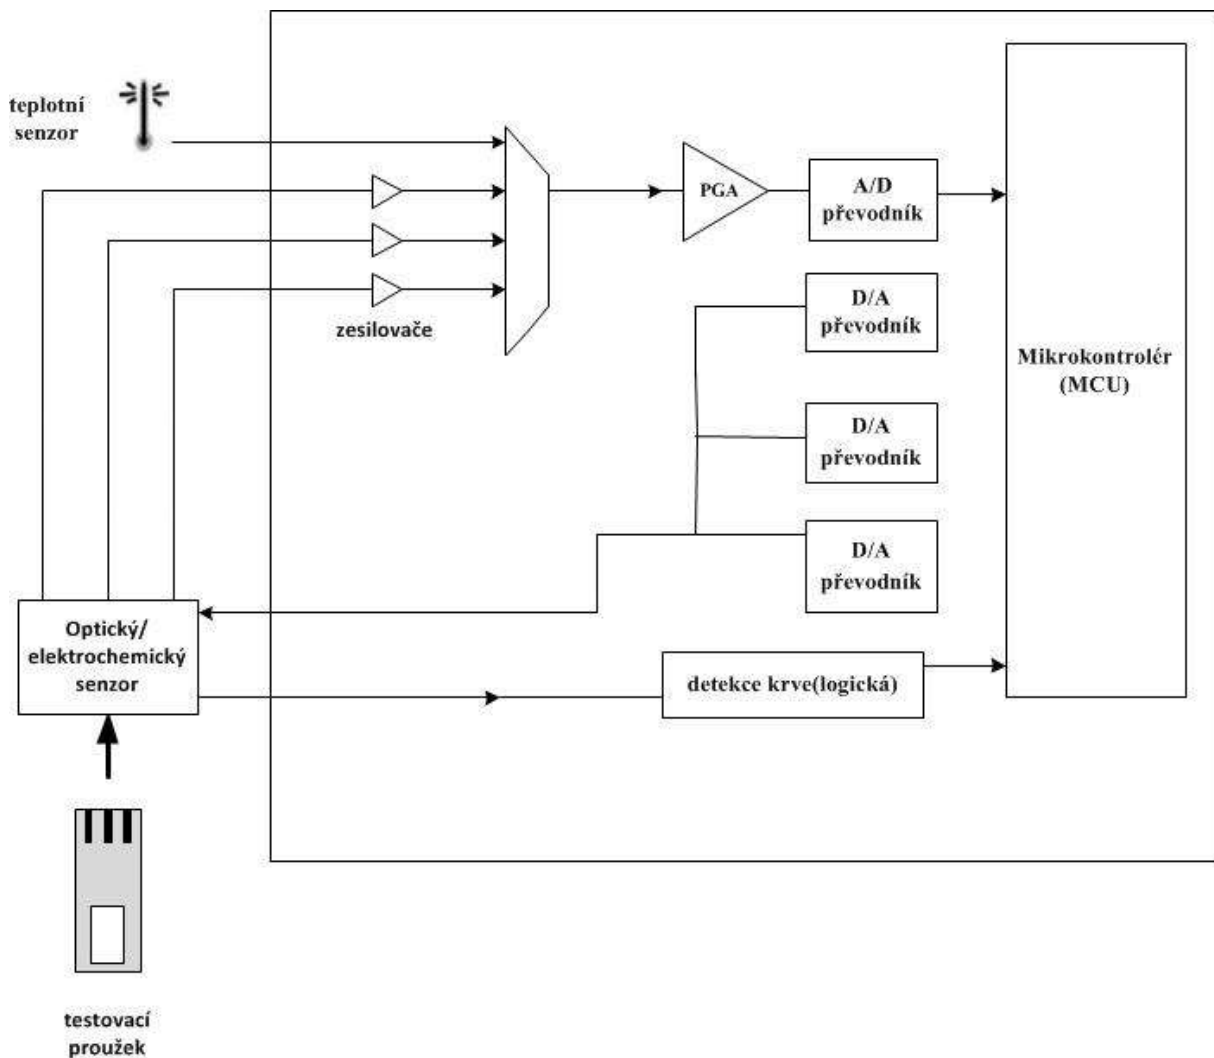 teplotní
senzor
PGA
A/D
převodník
D/A
převodník
zesilovače
Mikrokontrolér
(MCU)
D/A
převodník
D/A
převodník
Optický/
elektrochemický
senzor
detekce krve(logická)
testovací
proužek